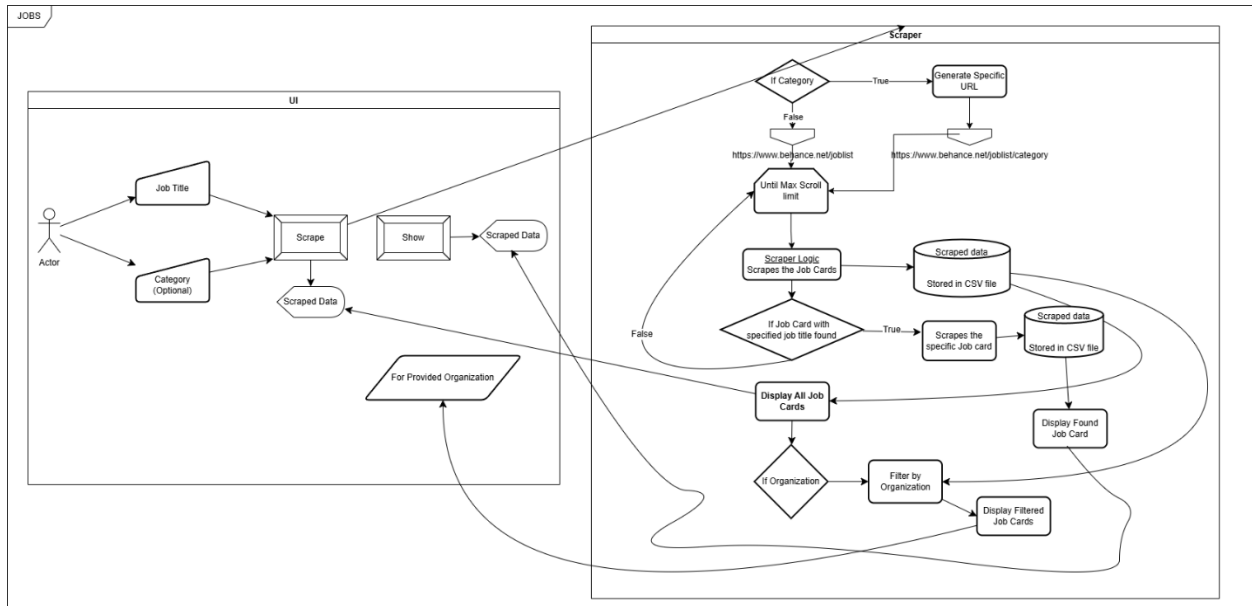 JOBS
UI
Actor
Job Title
Category
(Optional)
Scrape
Show
Scraped Data
Scraped Data
For Provided Organization
Scraper
If Category
True
Generate Specific
URL
False
https://www.behance.net/joblist
https://www.behance.net/joblist/category
Until Max Scroll
limit
Scraper Logic
Scrapes the Job Cards
Scraped data
Stored in CSV file
If Job Card with
specified job title found
False
True
Scrapes the
specific Job card
Scraped data
Stored in CSV file
Display All Job
Cards
Display Found
Job Card
If Organization
Filter by
Organization
Display Filtered
Job Cards